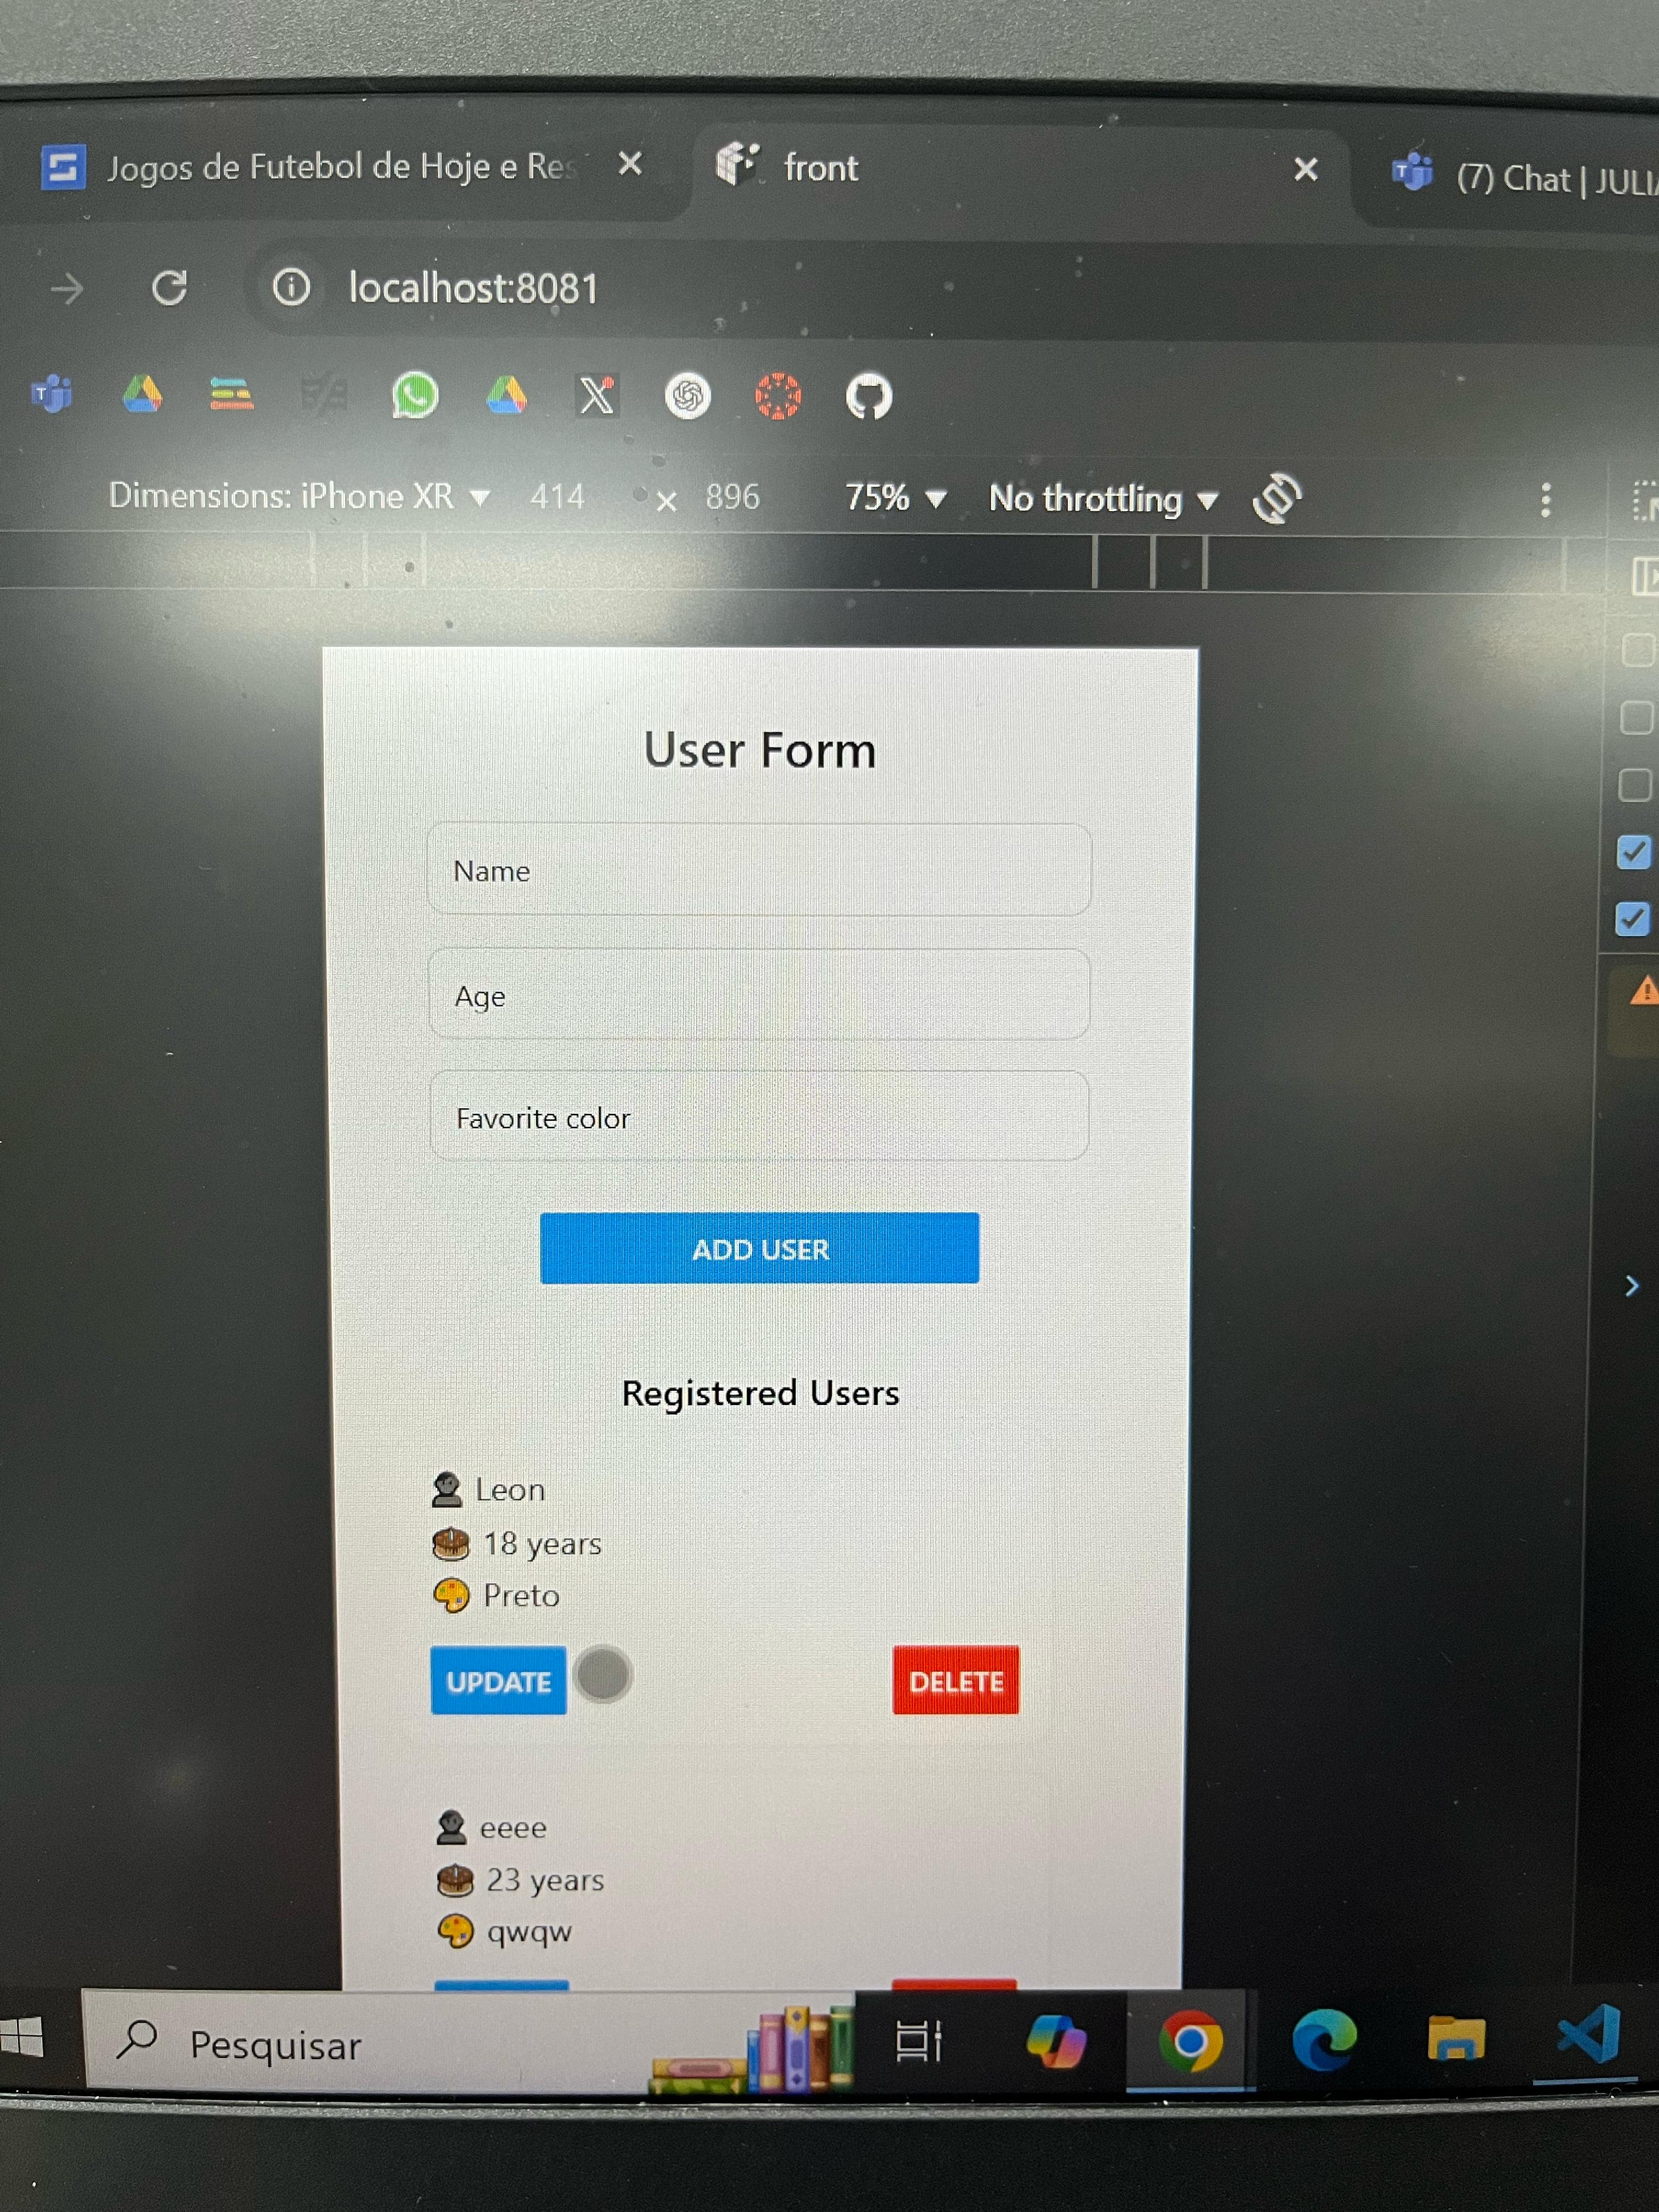 Jogos de Futebol de Hoje e Res
front
(7) Chat | JULIA
localhost:8081
Dimensions: iPhone XR 414 × 896 75% No throttling
User Form
Name
Age
Favorite color
ADD USER
Registered Users
Leon
18 years
Preto
UPDATE DELETE
eeee
23 years
qwqw
Pesquisar